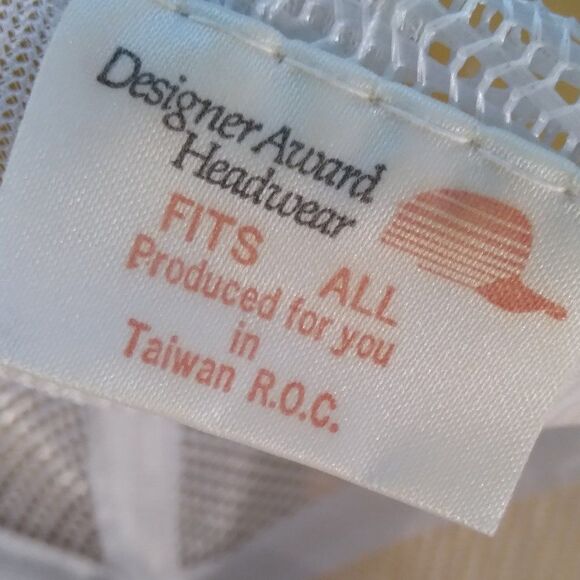 Designer Award
Headwear
FITS ALL
Produced for you
in
Taiwan R.O.C.